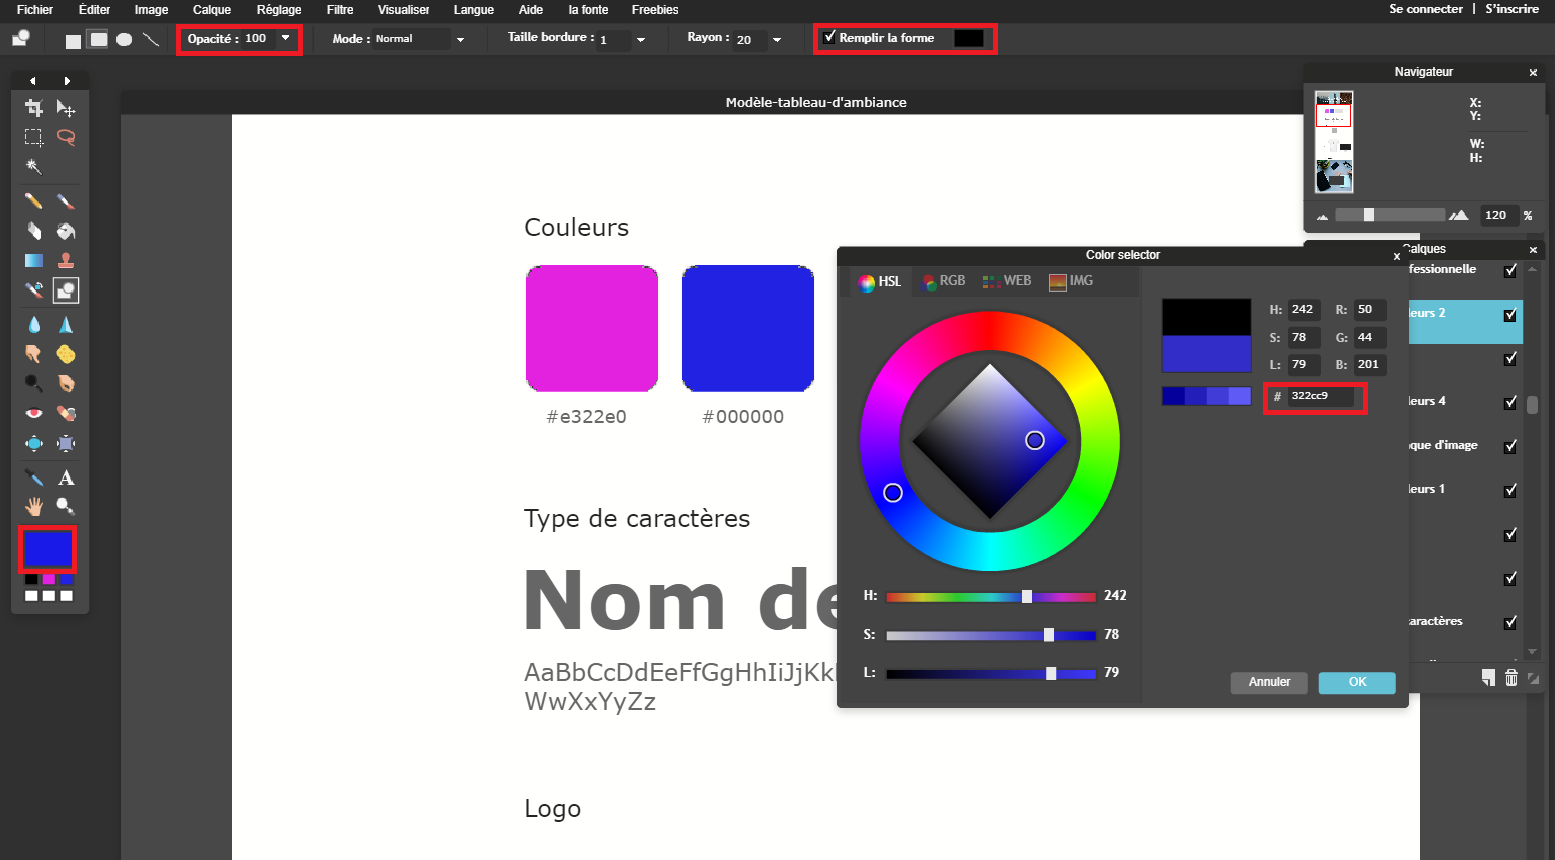 Fichier Éditer Image Calque Réglage Filtre Visualiser Langue Aide la fonte Freebies Se connecter | S'inscrire
Opacité : 100 Mode : Normal Taille bordure : 1 Rayon : 20 Remplir la forme
Navigateur x
Modèle-tableau-d'ambiance
X:
Y:
W:
H:
120 %
Couleurs
#e322e0 #000000
Type de caractères
Nom de
AaBbCcDdEeFfGgHhIiJjKk
WwXxYyZz
Logo
Color selector x
HSL RGB WEB IMG
H: 242 R: 50
S: 78 G: 44
L: 79 B: 201
# 322cc9
H: 242
S: 78
L: 79
Annuler OK
Calques x
fessionnelle
leurs 2
leurs 4
que d'image
leurs 1
caractères
A